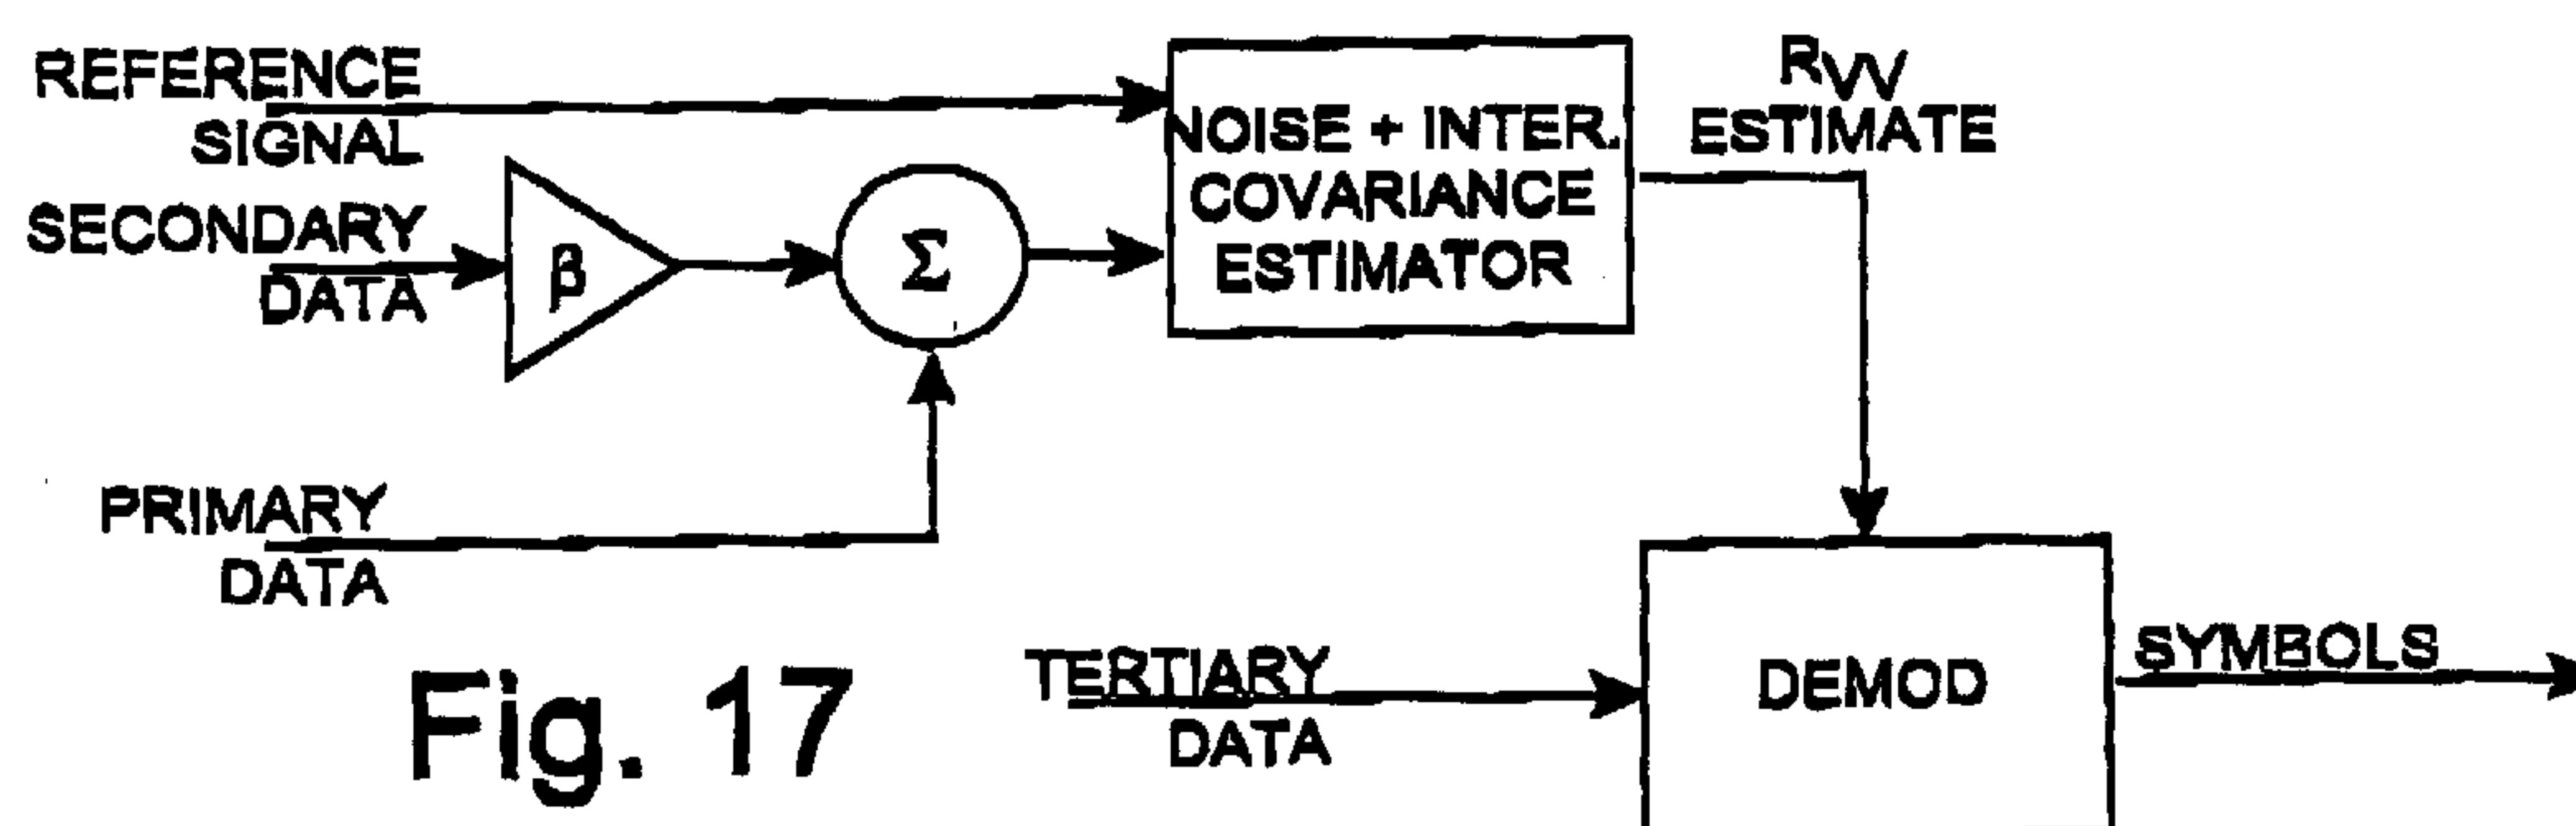 REFERENCE
SIGNAL
SECONDARY
DATA
β
Σ
NOISE + INTER.
COVARIANCE
ESTIMATOR
RVV
ESTIMATE
PRIMARY
DATA
TERTIARY
DATA
DEMOD
SYMBOLS
Fig. 17